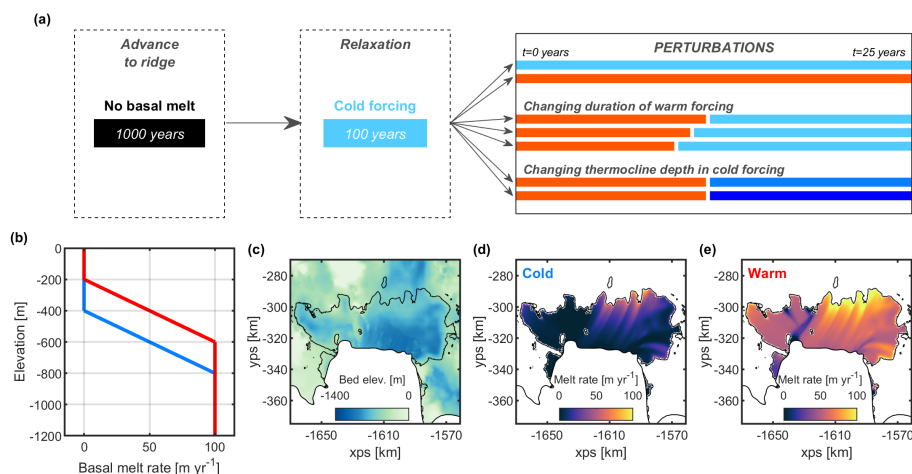 (a)
Advance
to ridge
No basal melt
1000 years
Relaxation
Cold forcing
100 years
PERTURBATIONS
t=0 years
t=25 years
Changing duration of warm forcing
Changing thermocline depth in cold forcing
(b)
0
-200
-400
-600
-800
-1000
-1200
Elevation [m]
0
50
100
Basal melt rate [m yr-1]
(c)
-280
-300
-320
-340
-360
yps [km]
Bed elev. [m]
-1400
0
-1650
-1610
-1570
xps [km]
(d)
Cold
-280
-300
-320
-340
-360
yps [km]
Melt rate [m yr-1]
0
50
100
-1650
-1610
-1570
xps [km]
(e)
Warm
-280
-300
-320
-340
-360
yps [km]
Melt rate [m yr-1]
0
50
100
-1650
-1610
-1570
xps [km]